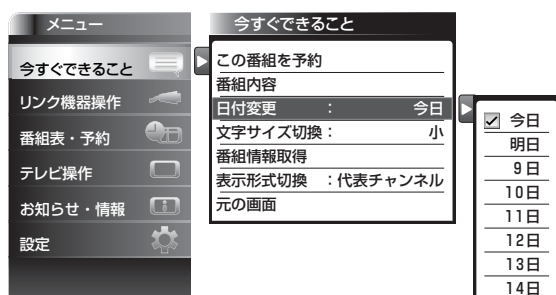 メニュー
今すぐできること
リンク機器操作
番組表・予約
テレビ操作
お知らせ・情報
設定
今すぐできること
この番組を予約
番組内容
日付変更 : 今日
文字サイズ切換 : 小
番組情報取得
表示形式切換 : 代表チャンネル
元の画面
今日
明日
9日
10日
11日
12日
13日
14日